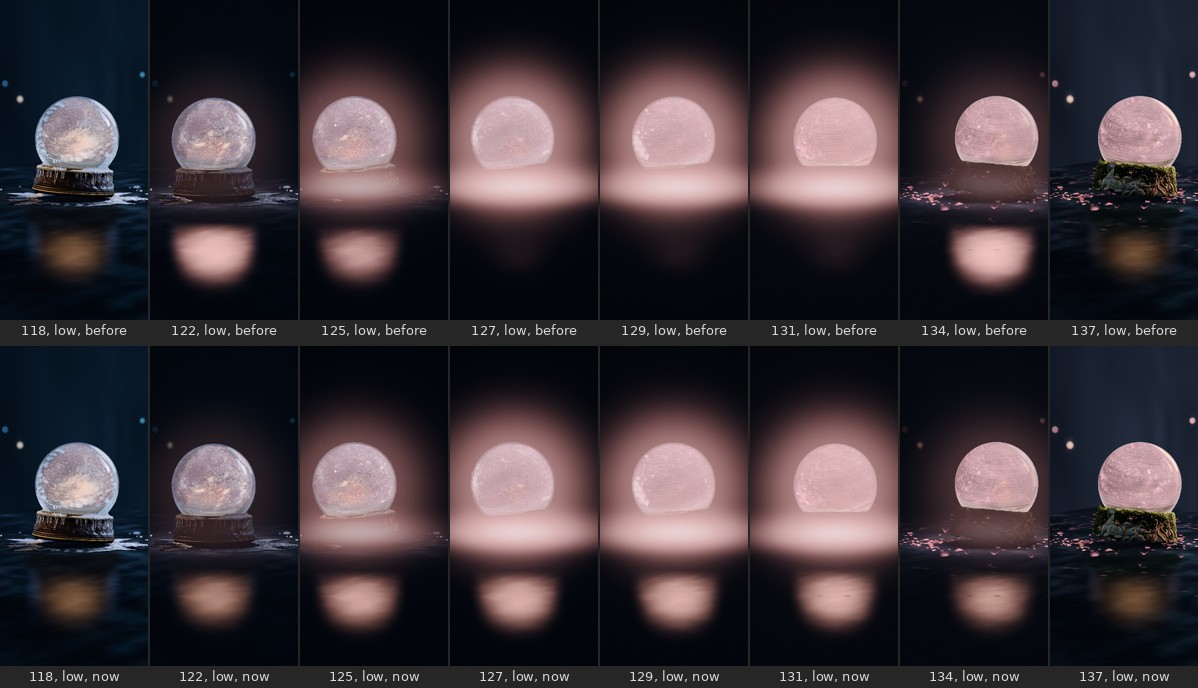 118, low, before
122, low, before
125, low, before
127, low, before
129, low, before
131, low, before
134, low, before
137, low, before
118, low, now
122, low, now
125, low, now
127, low, now
129, low, now
131, low, now
134, low, now
137, low, now